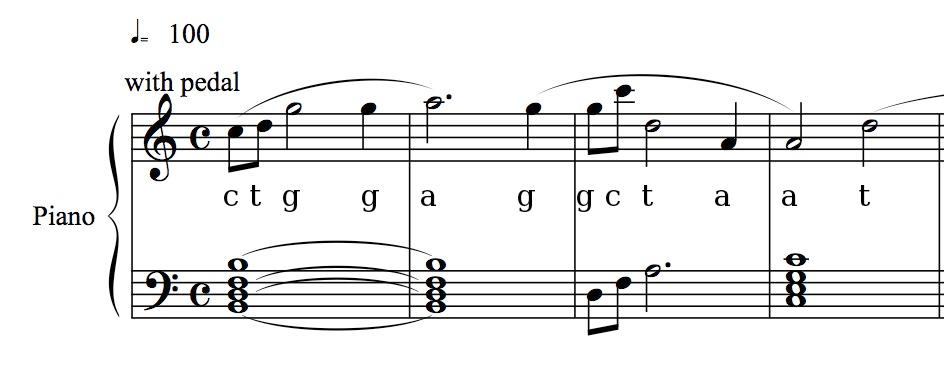 ♩= 100
with pedal
c t g g a g g c t a a t
Piano